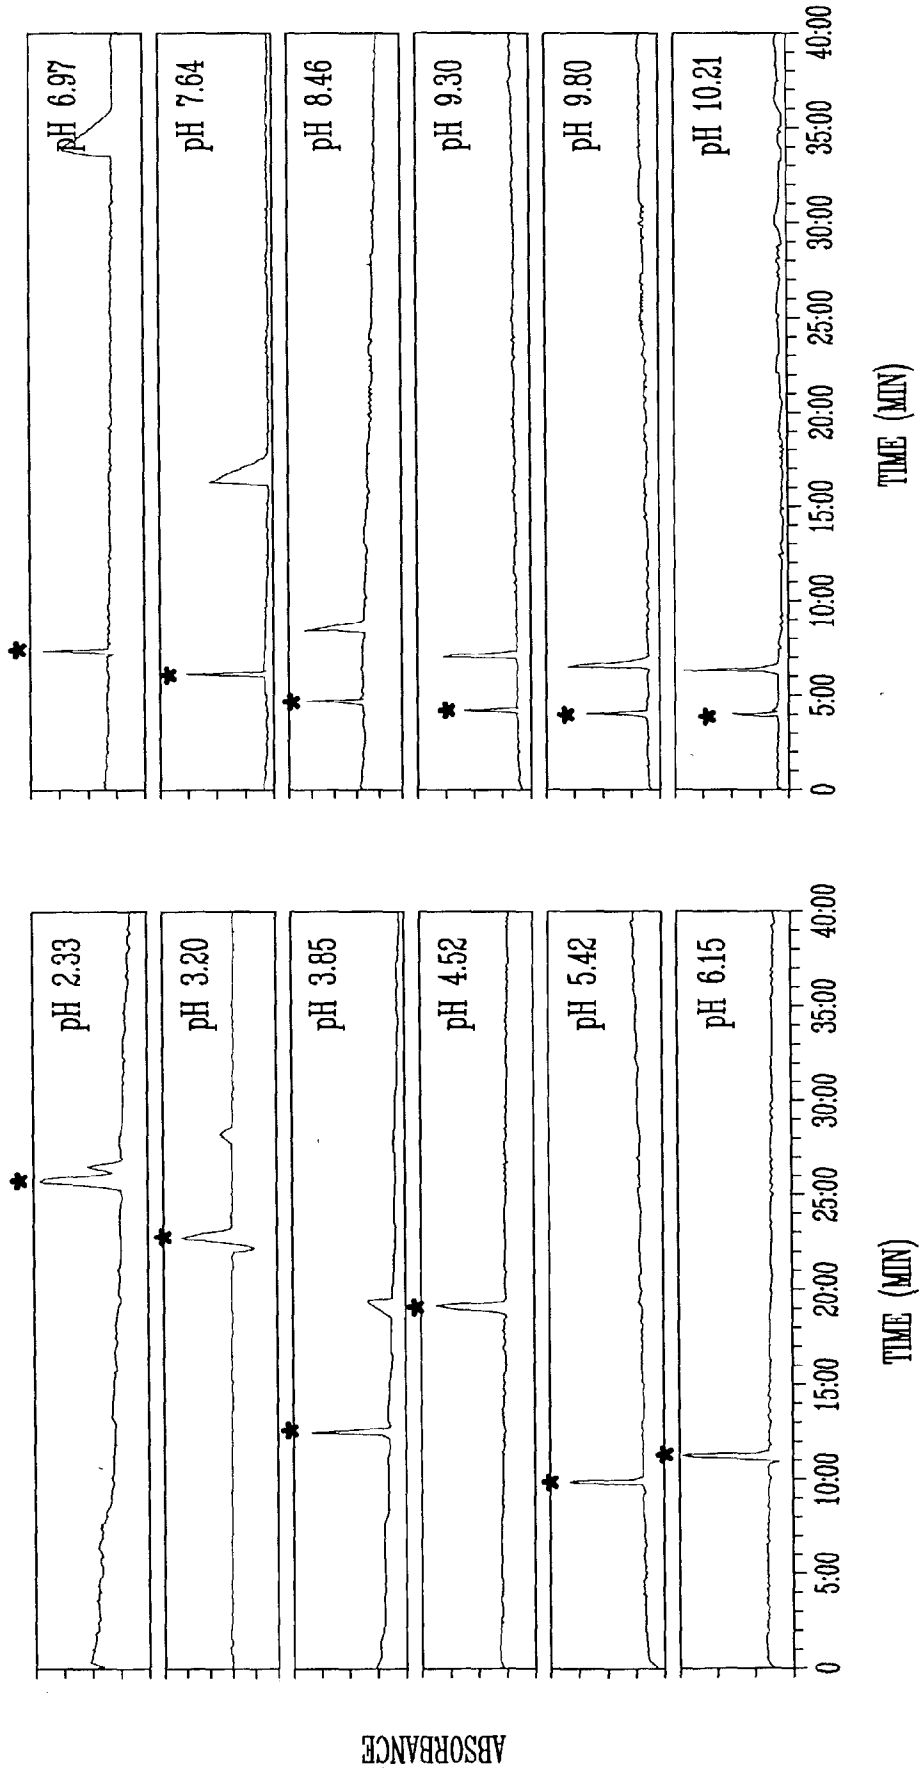 ABSORBANCE
*
pH 2.33
*
pH 3.20
*
pH 3.85
*
pH 4.52
*
pH 5.42
*
pH 6.15
0 5:00 10:00 15:00 20:00 25:00 30:00 35:00 40:00
TIME (MIN)
*
pH 6.97
*
pH 7.64
*
pH 8.46
*
pH 9.30
*
pH 9.80
*
pH 10.21
0 5:00 10:00 15:00 20:00 25:00 30:00 35:00 40:00
TIME (MIN)